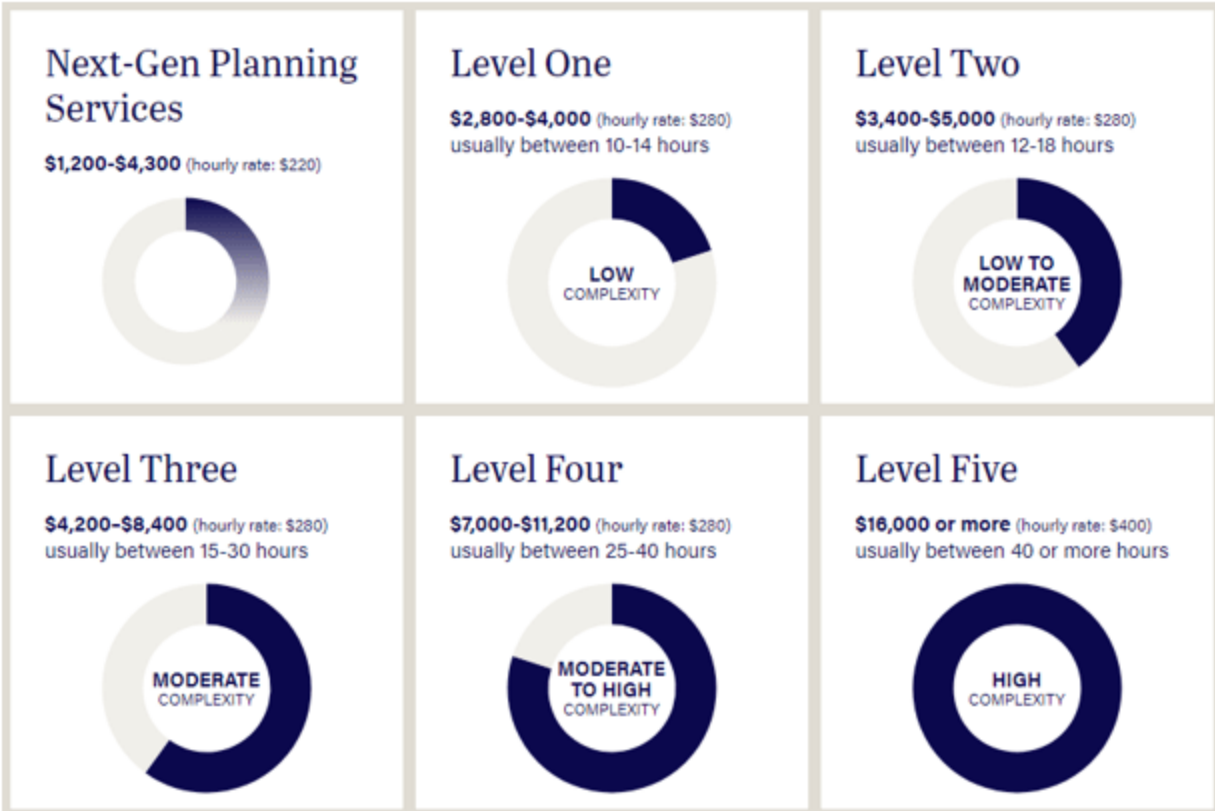 Next-Gen Planning
Services
$1,200-$4,300 (hourly rate: $220)
Level One
$2,800-$4,000 (hourly rate: $280)
usually between 10-14 hours
LOW
COMPLEXITY
Level Two
$3,400-$5,000 (hourly rate: $280)
usually between 12-18 hours
LOW TO
MODERATE
COMPLEXITY
Level Three
$4,200–$8,400 (hourly rate: $280)
usually between 15-30 hours
MODERATE
COMPLEXITY
Level Four
$7,000-$11,200 (hourly rate: $280)
usually between 25-40 hours
MODERATE
TO HIGH
COMPLEXITY
Level Five
$16,000 or more (hourly rate: $400)
usually between 40 or more hours
HIGH
COMPLEXITY